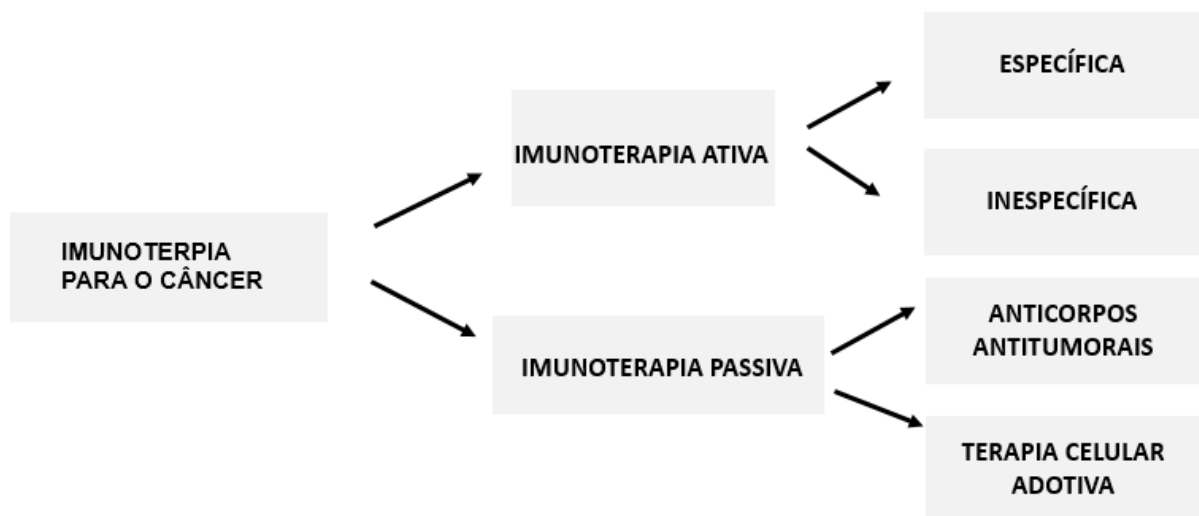 IMUNOTERPIA
PARA O CÂNCER
IMUNOTERAPIA ATIVA
ESPECÍFICA
INESPECÍFICA
IMUNOTERAPIA PASSIVA
ANTICORPOS
ANTITUMORAIS
TERAPIA CELULAR
ADOTIVA